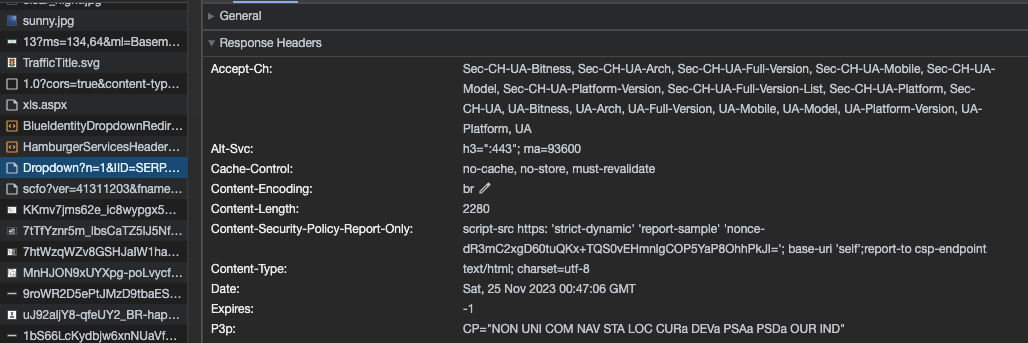 General
Response Headers
Accept-Ch: Sec-CH-UA-Bitness, Sec-CH-UA-Arch, Sec-CH-UA-Full-Version, Sec-CH-UA-Mobile, Sec-CH-UA-
Model, Sec-CH-UA-Platform-Version, Sec-CH-UA-Full-Version-List, Sec-CH-UA-Platform, Sec-
CH-UA, UA-Bitness, UA-Arch, UA-Full-Version, UA-Mobile, UA-Model, UA-Platform-Version, UA-
Platform, UA
Alt-Svc: h3=":443"; ma=93600
Cache-Control: no-cache, no-store, must-revalidate
Content-Encoding: br
Content-Length: 2280
Content-Security-Policy-Report-Only: script-src https: 'strict-dynamic' 'report-sample' 'nonce-
dR3mC2xgD60tuQKx+TQS0vEHmnlgCOP5YaP8OhhPkJI='; base-uri 'self';report-to csp-endpoint
Content-Type: text/html; charset=utf-8
Date: Sat, 25 Nov 2023 00:47:06 GMT
Expires: -1
P3p: CP="NON UNI COM NAV STA LOC CURa DEVa PSAa PSDa OUR IND"
sunny.jpg
13?ms=134,64&ml=Basem...
TrafficTitle.svg
1.0?cors=true&content-typ...
xls.aspx
BlueIdentityDropdownRedir...
HamburgerServicesHeader...
Dropdown?n=1&IID=SERP....
scfo?ver=41311203&fname...
KKmv7jms62e_ic8wypgx5...
7tTfYznr5m_lbsCaTZ5lJ5Nf...
7htWzqWZv8GSHJalW1ha...
MnHJON9xUYXpg-poLvycf...
9roWR2D5ePtJMzD9tbaES...
uJ92aljY8-qfeUY2_BR-hap...
1bS66LcKydbjw6xnNUaVf...